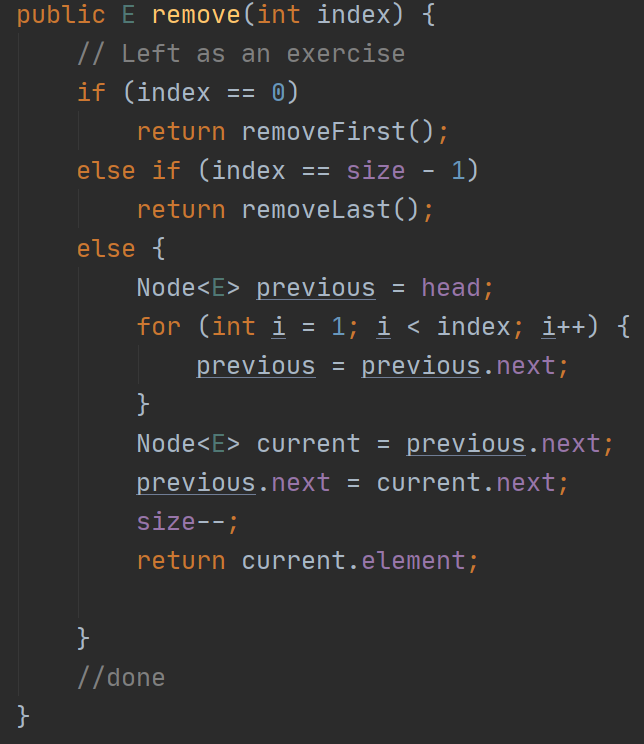 public E remove(int index) {
    // Left as an exercise
    if (index == 0)
        return removeFirst();
    else if (index == size - 1)
        return removeLast();
    else {
        Node<E> previous = head;
        for (int i = 1; i < index; i++) {
            previous = previous.next;
        }
        Node<E> current = previous.next;
        previous.next = current.next;
        size--;
        return current.element;

    }
    //done
}